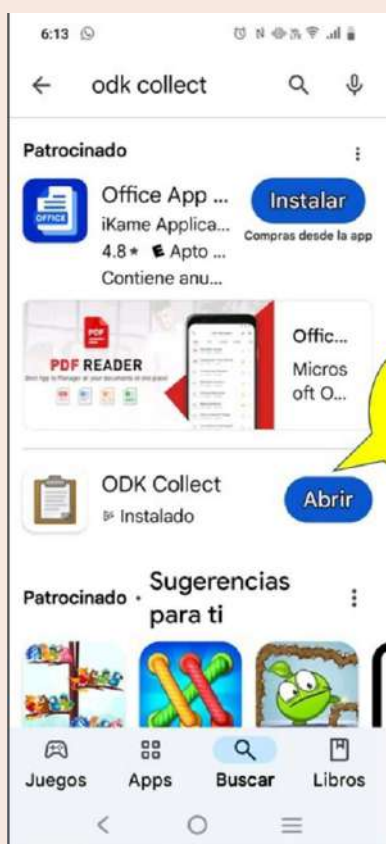 6:13
odk collect
Patrocinado
Office App ...
iKame Applica...
4.8★ E Apto ...
Contiene anu...
Instalar
Compras desde la app
PDF
PDF READER
Offic...
Micros
oft O...
ODK Collect
Instalado
Abrir
Patrocinado · Sugerencias
para ti
Juegos
Apps
Buscar
Libros